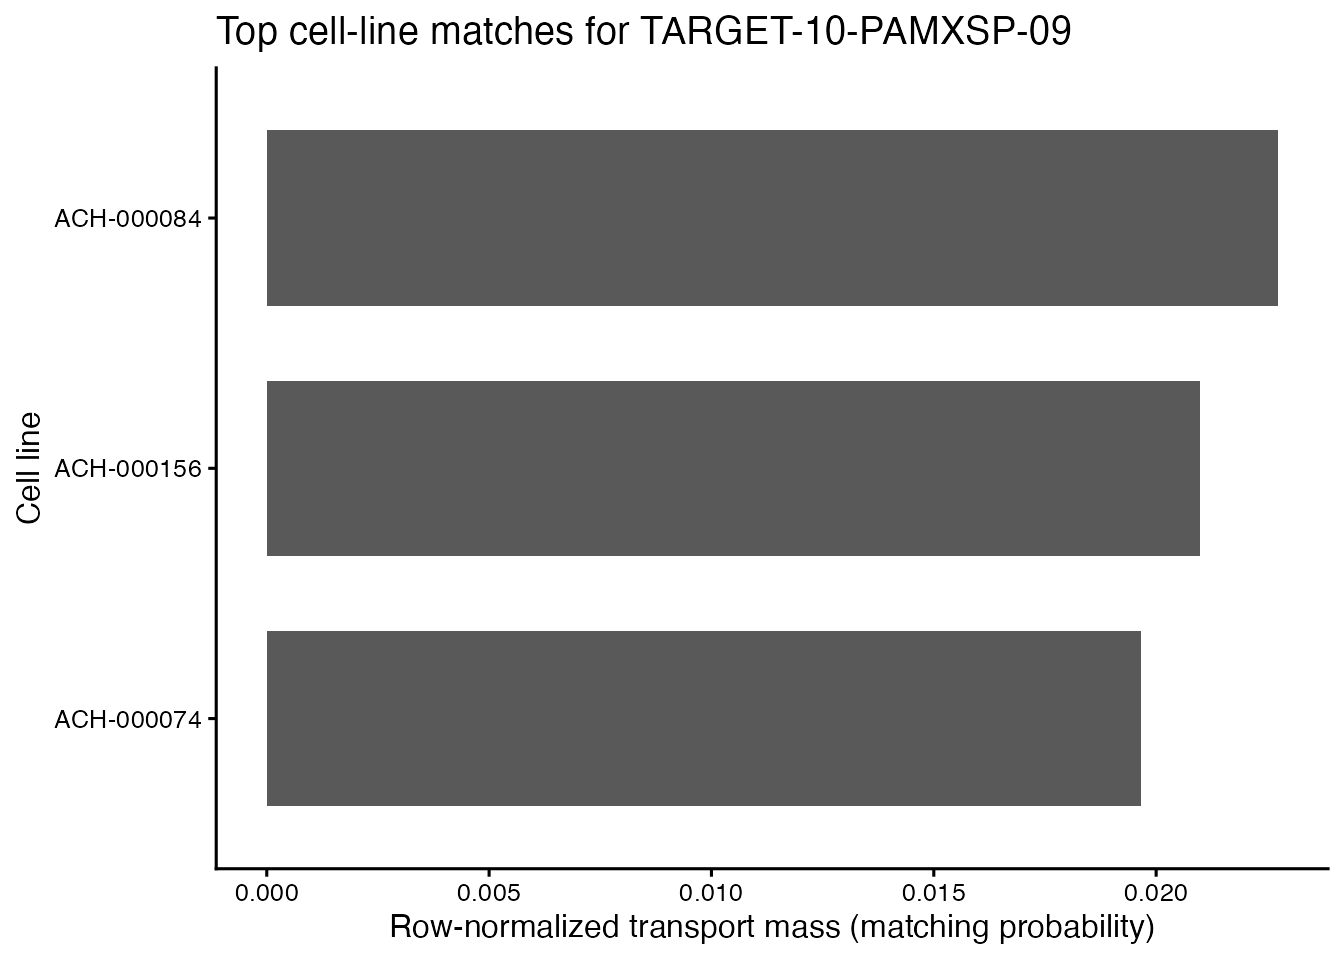 Top cell-line matches for TARGET-10-PAMXSP-09
Cell line
ACH-000084
ACH-000156
ACH-000074
0.000 0.005 0.010 0.015 0.020
Row-normalized transport mass (matching probability)